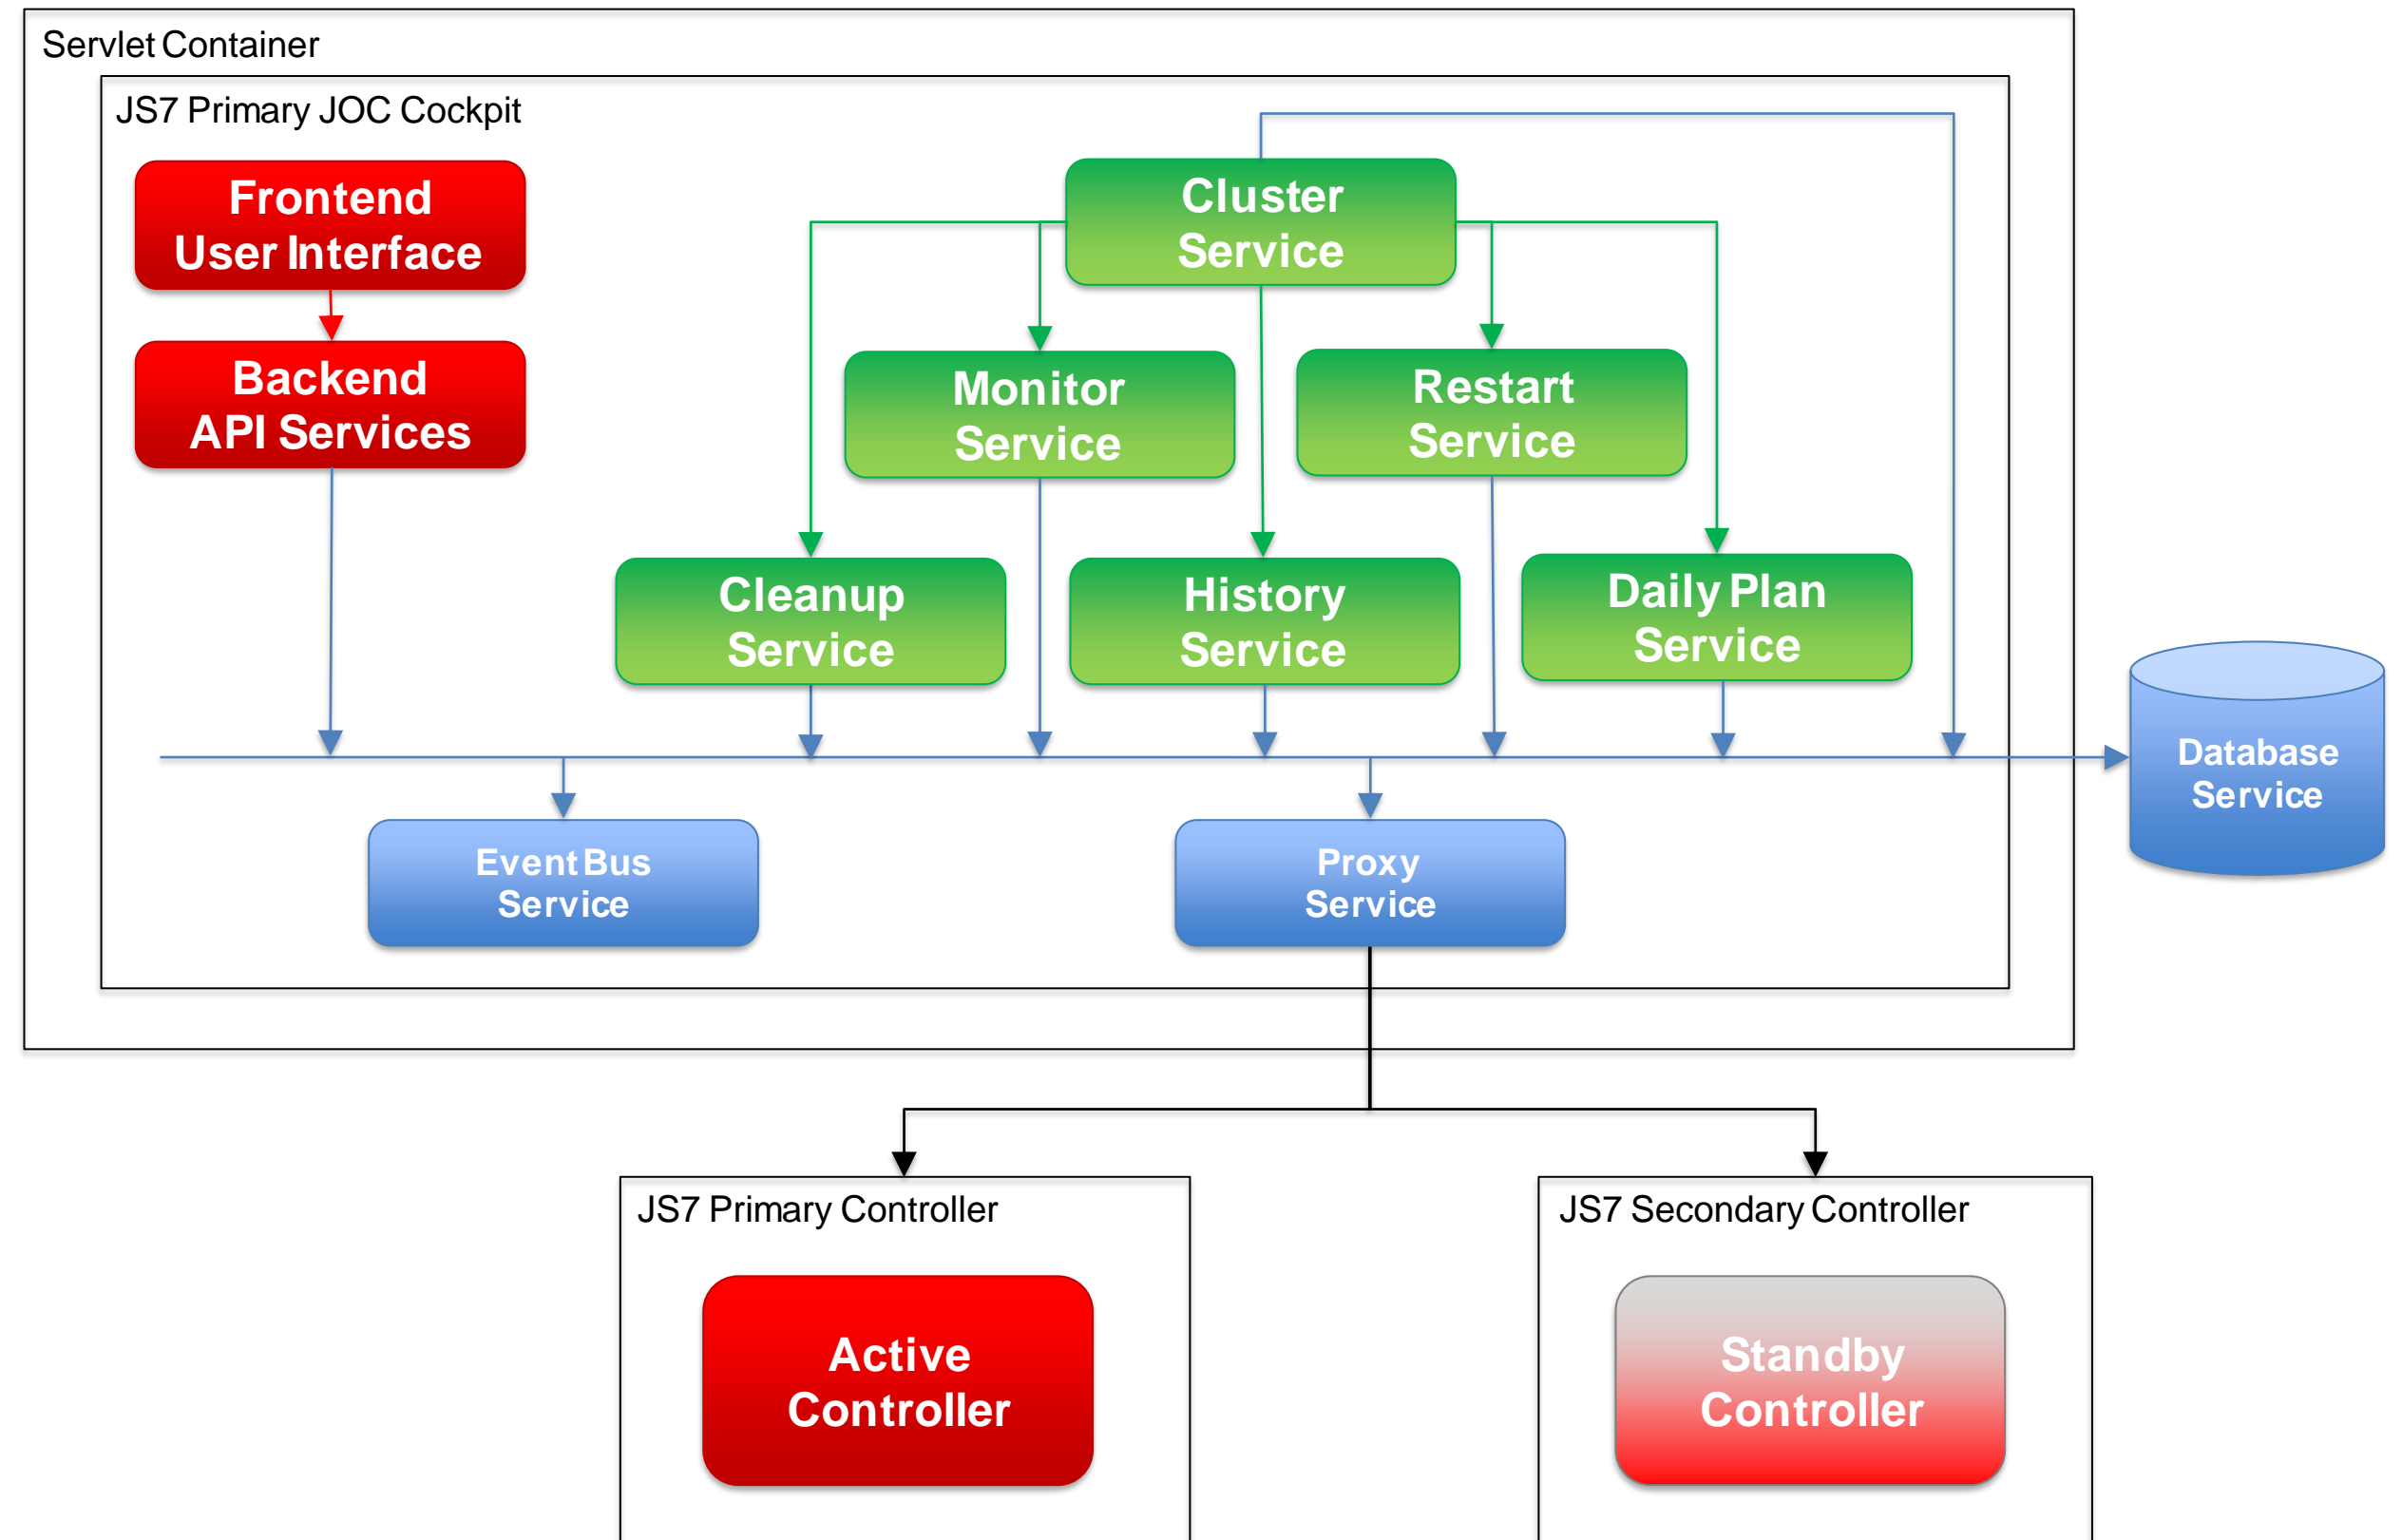 Servlet Container
JS7 Primary JOC Cockpit
Frontend
User Interface
Cluster
Service
Backend
API Services
Monitor
Service
Restart
Service
Cleanup
Service
History
Service
Daily Plan
Service
Database
Service
Event Bus
Service
Proxy
Service
JS7 Primary Controller
JS7 Secondary Controller
Active
Controller
Standby
Controller